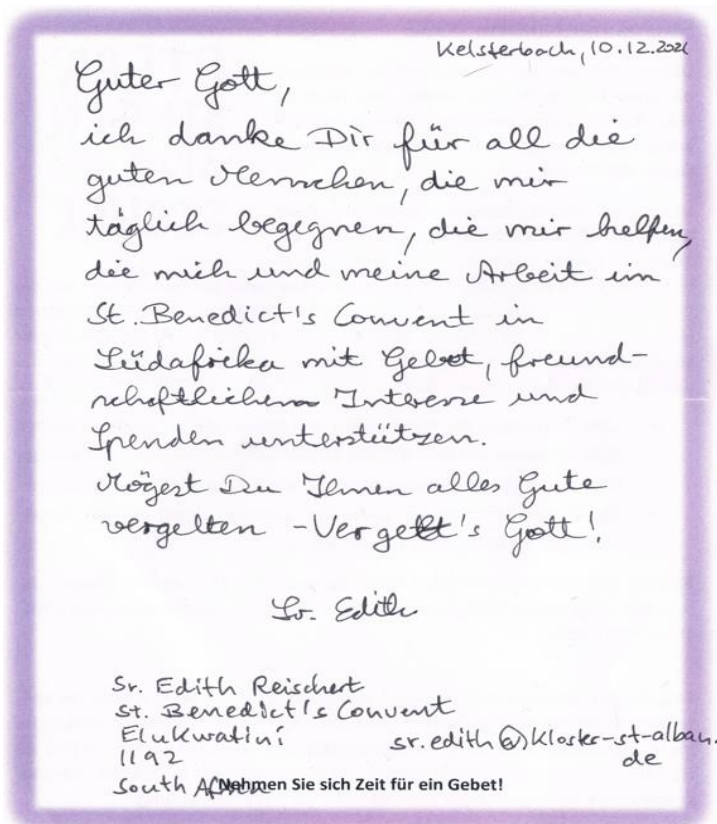 Kelsterbach, 10.12.2021
Guter Gott,
ich danke Dir für all die
guten Menschen, die mir
täglich begegnen, die mir helfen,
die mich und meine Arbeit im
St. Benedict's Convent in
Südafrika mit Gebet, freund-
schaftlichem Interesse und
Spenden unterstützen.
Mögest Du Ihnen alles Gute
vergelten - Vergelt's Gott!
Sr. Edith
Sr. Edith Reischert
St. Benedict's Convent
Elukwatini
1192
sr.edith@kloster-st-alban.
de
South Africa
Nehmen Sie sich Zeit für ein Gebet!